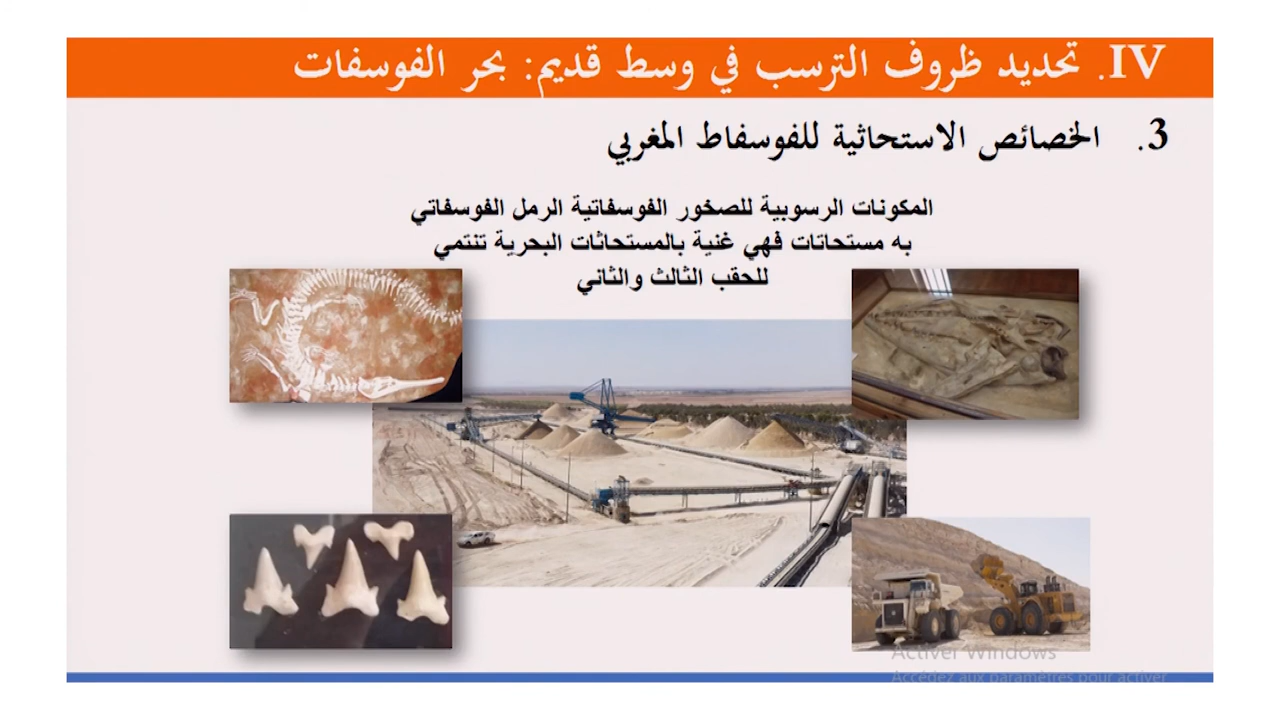 IV. تحديد ظروف الترسب في وسط قديم: بحر الفوسفات
3. الخصائص الاستحاثية للفوسفاط المغربي
المكونات الرسوبية للصخور الفوسفاتية الرمل الفوسفاتي
به مستحاتات فهي غنية بالمستحاثات البحرية تنتمي
للحقب الثالث والثاني
Activer Windows
Accédez aux paramètres pour activer